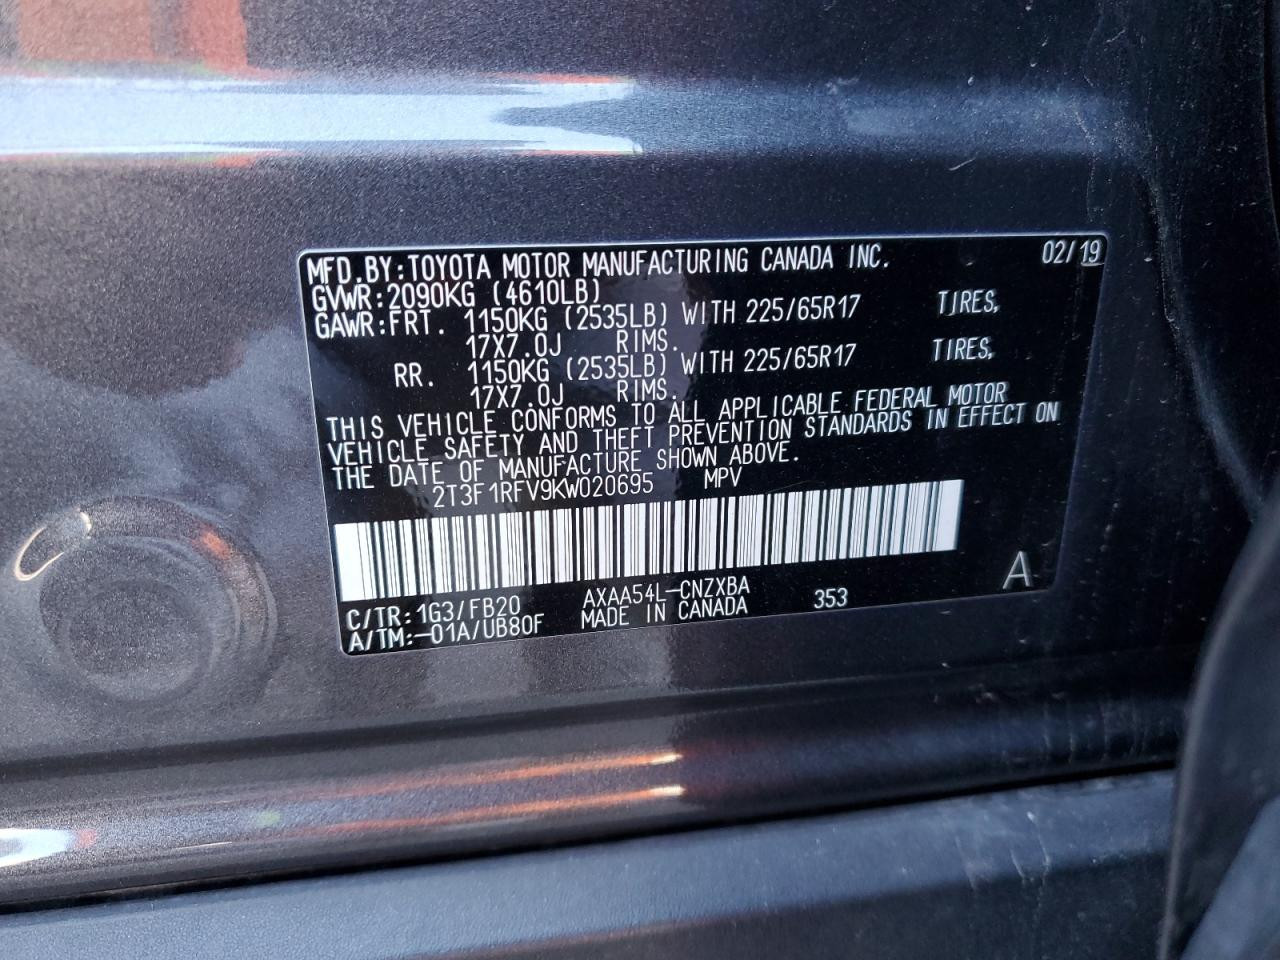 MFD.BY:TOYOTA MOTOR MANUFACTURING CANADA INC. 02/19
GVWR:2090KG (4610LB)
GAWR:FRT. 1150KG (2535LB) WITH 225/65R17 TIRES,
17X7.0J RIMS.
RR. 1150KG (2535LB) WITH 225/65R17 TIRES,
17X7.0J RIMS.
THIS VEHICLE CONFORMS TO ALL APPLICABLE FEDERAL MOTOR
VEHICLE SAFETY AND THEFT PREVENTION STANDARDS IN EFFECT ON
THE DATE OF MANUFACTURE SHOWN ABOVE.
2T3F1RFV9KW020695 MPV
C/TR:1G3/FB20 AXAA54L-CNZXBA 353 A
A/TM:-01A/UB80F MADE IN CANADA